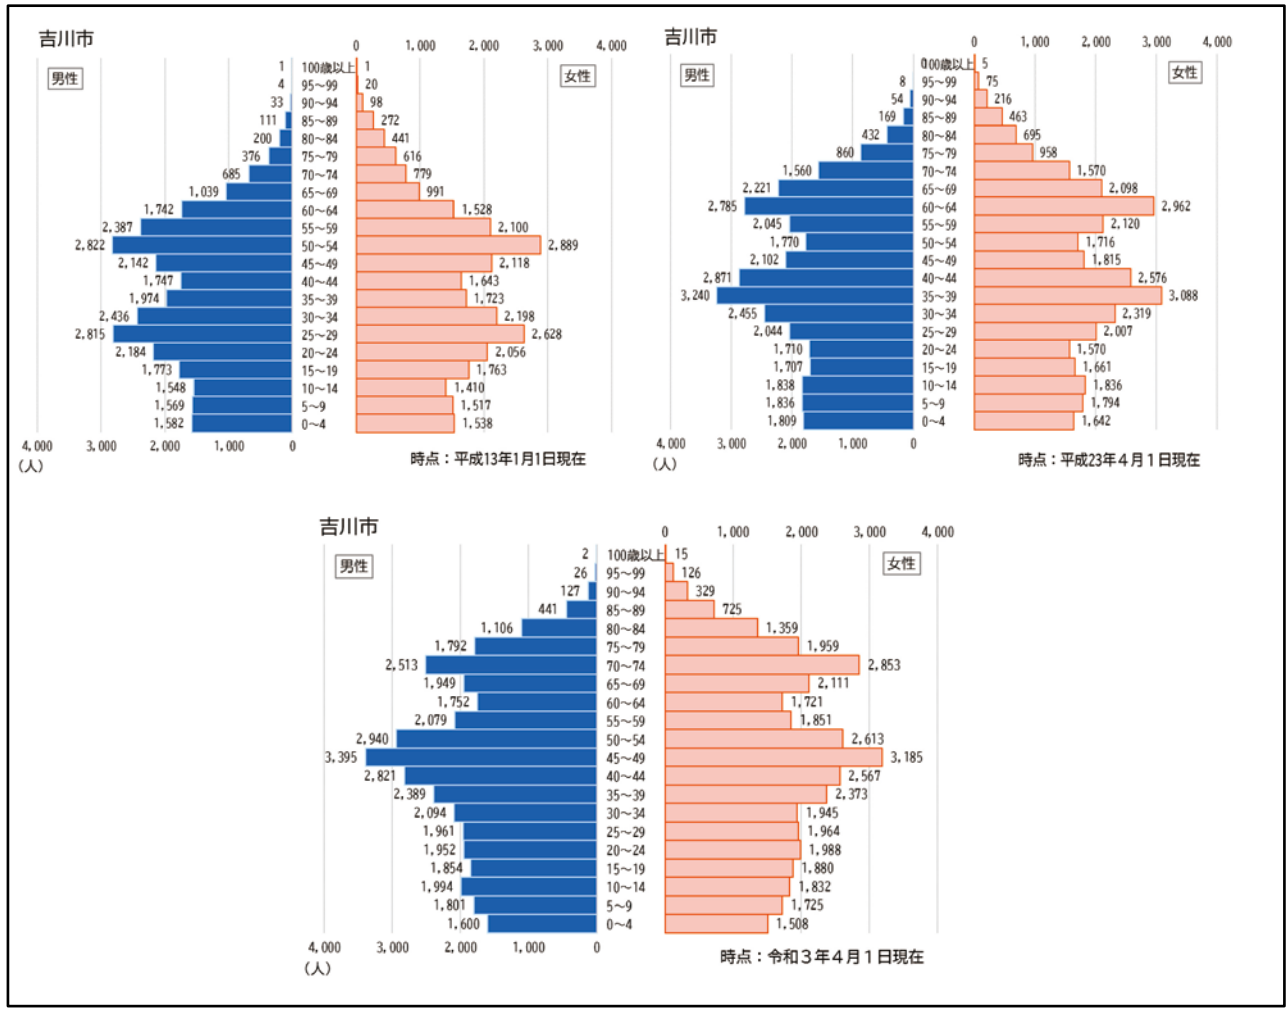 吉川市
0 1,000 2,000 3,000 4,000
男性 女性
1 100歳以上 1
4 95～99 20
33 90～94 98
111 85～89 272
200 80～84 441
376 75～79 616
685 70～74 779
1,039 65～69 991
1,742 60～64 1,528
2,387 55～59 2,100
2,822 50～54 2,889
2,142 45～49 2,118
1,747 40～44 1,643
1,974 35～39 1,723
2,436 30～34 2,198
2,815 25～29 2,628
2,184 20～24 2,056
1,773 15～19 1,763
1,548 10～14 1,410
1,569 5～9 1,517
1,582 0～4 1,538
4,000 3,000 2,000 1,000 0
(人)
時点：平成13年1月1日現在
吉川市
0 1,000 2,000 3,000 4,000
男性 女性
0 100歳以上 5
8 95～99 75
54 90～94 216
169 85～89 463
432 80～84 695
860 75～79 958
1,560 70～74 1,570
2,221 65～69 2,098
2,785 60～64 2,962
2,045 55～59 2,120
1,770 50～54 1,716
2,102 45～49 1,815
2,871 40～44 2,576
3,240 35～39 3,088
2,455 30～34 2,319
2,044 25～29 2,007
1,710 20～24 1,570
1,707 15～19 1,661
1,838 10～14 1,836
1,836 5～9 1,794
1,809 0～4 1,642
4,000 3,000 2,000 1,000 0
(人)
時点：平成23年４月１日現在
吉川市
0 1,000 2,000 3,000 4,000
男性 女性
2 100歳以上 15
26 95～99 126
127 90～94 329
441 85～89 725
1,106 80～84 1,359
1,792 75～79 1,959
2,513 70～74 2,853
1,949 65～69 2,111
1,752 60～64 1,721
2,079 55～59 1,851
2,940 50～54 2,613
3,395 45～49 3,185
2,821 40～44 2,567
2,389 35～39 2,373
2,094 30～34 1,945
1,961 25～29 1,964
1,952 20～24 1,988
1,854 15～19 1,880
1,994 10～14 1,832
1,801 5～9 1,725
1,600 0～4 1,508
4,000 3,000 2,000 1,000 0
(人)
時点：令和３年４月１日現在